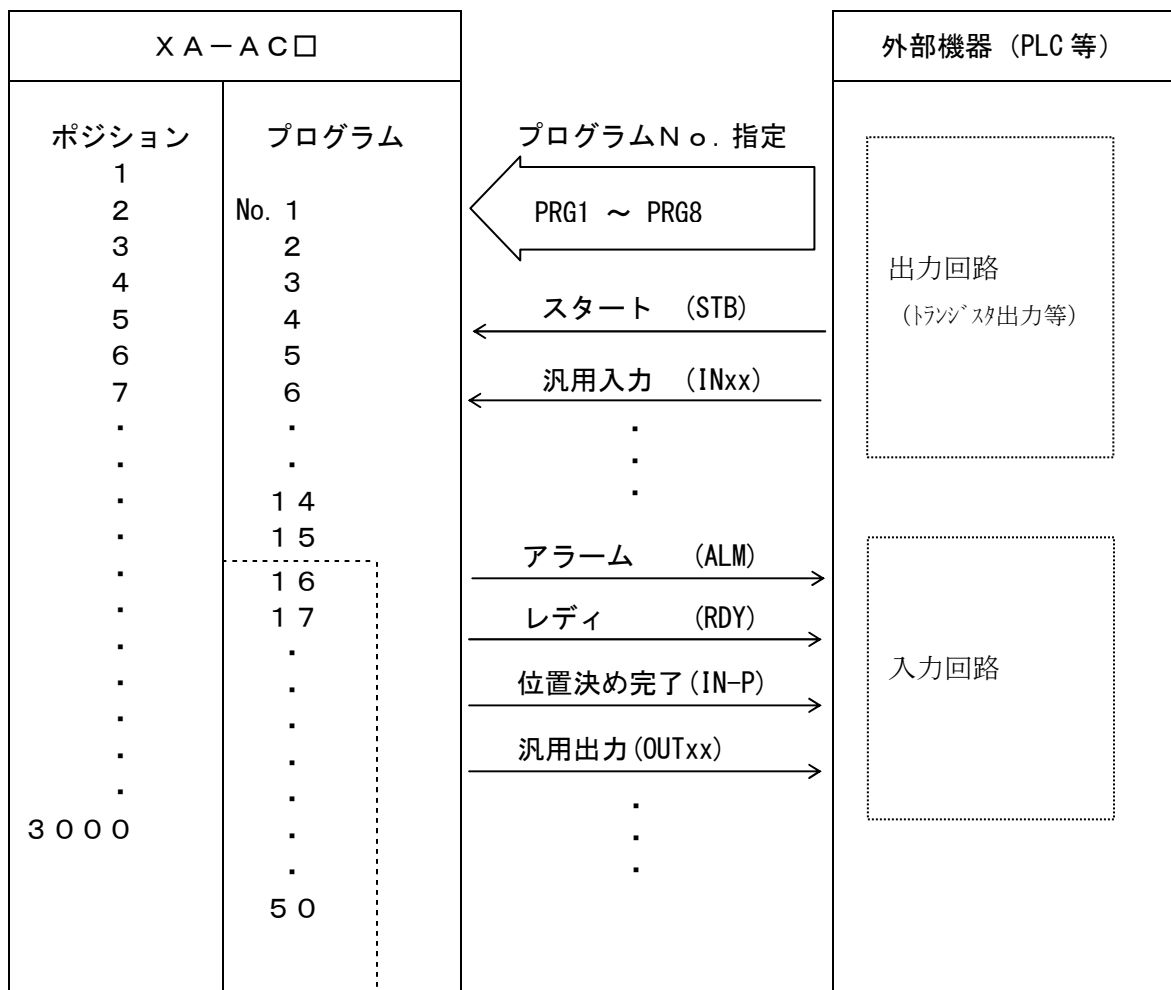 ＸＡ－ＡＣ□
外部機器（PLC等）
ポジション
１
２
３
４
５
６
７
・
・
・
・
・
・
・
・
・
・
・
３０００
プログラム
No. １
２
３
４
５
６
・
・
１４
１５
１６
１７
・
・
・
・
・
・
・
５０
プログラムＮｏ．指定
PRG1 ～ PRG8
スタート （STB）
汎用入力 （INxx）
・
・
・
アラーム （ALM）
レディ （RDY）
位置決め完了（IN-P）
汎用出力（OUTxx）
・
・
・
出力回路
（ﾄﾗﾝｼﾞｽﾀ出力等）
入力回路